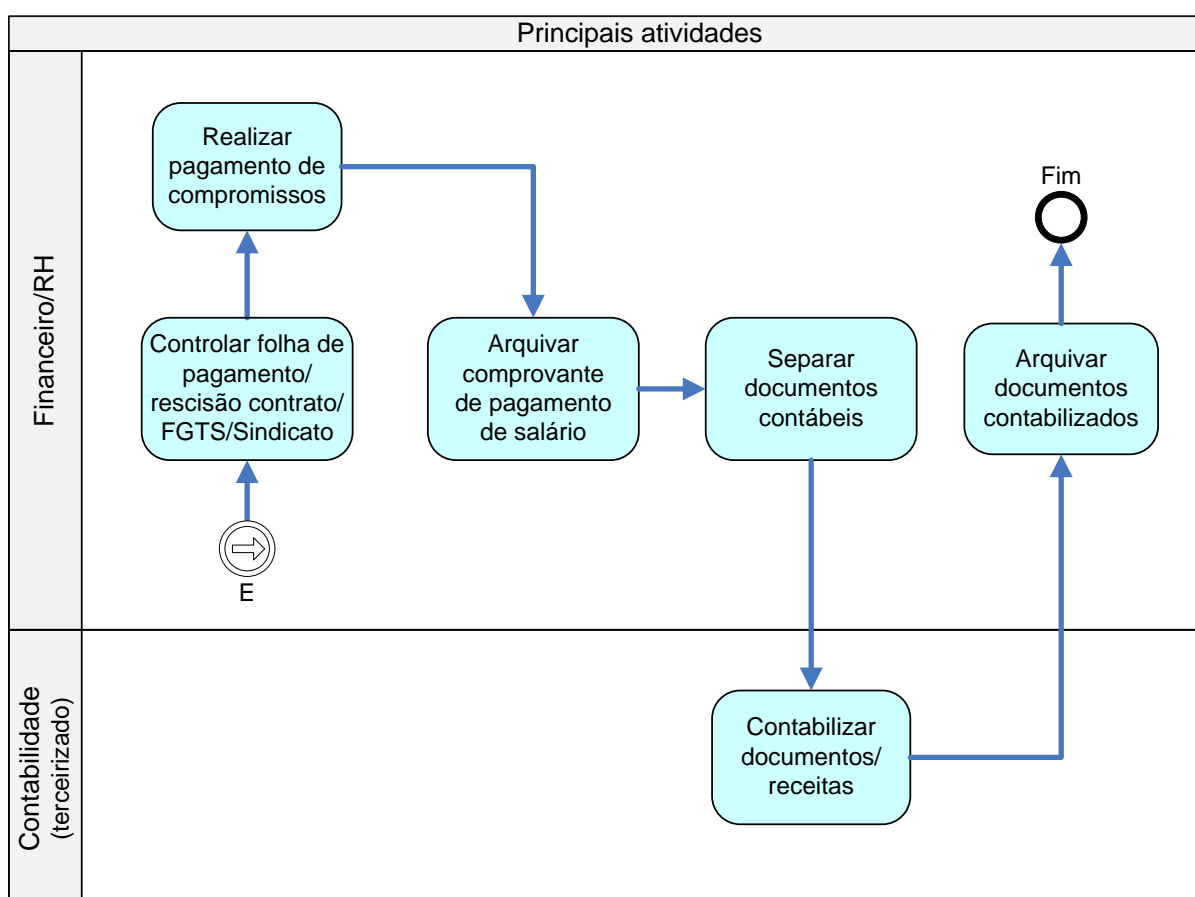 Principais atividades
Financeiro/RH
Realizar
pagamento de
compromissos
Fim
Controlar folha de
pagamento/
rescisão contrato/
FGTS/Sindicato
Arquivar
comprovante
de pagamento
de salário
Separar
documentos
contábeis
Arquivar
documentos
contabilizados
E
Contabilidade
(terceirizado)
Contabilizar
documentos/
receitas